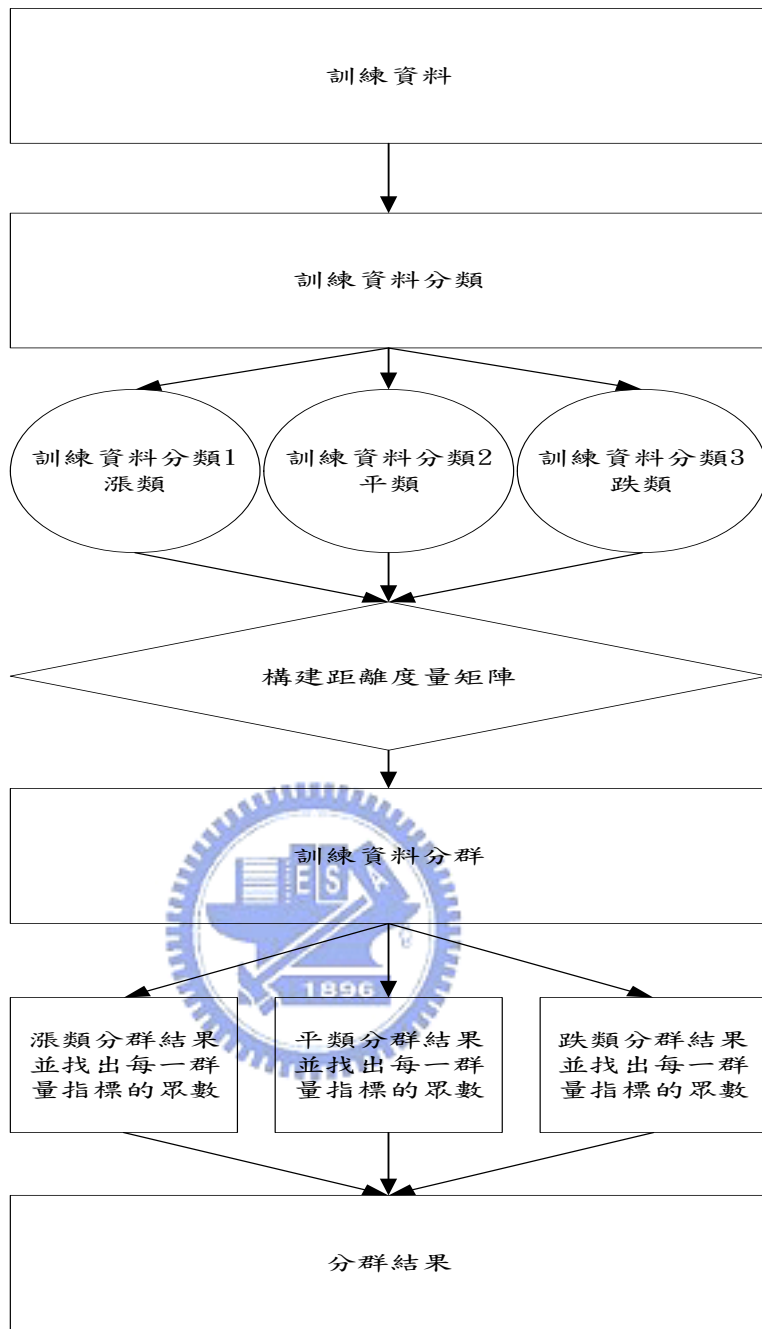 訓練資料
訓練資料分類
訓練資料分類1
漲類
訓練資料分類2
平類
訓練資料分類3
跌類
構建距離度量矩陣
訓練資料分群
E S A
1896
漲類分群結果
並找出每一群
量指標的眾數
平類分群結果
並找出每一群
量指標的眾數
跌類分群結果
並找出每一群
量指標的眾數
分群結果